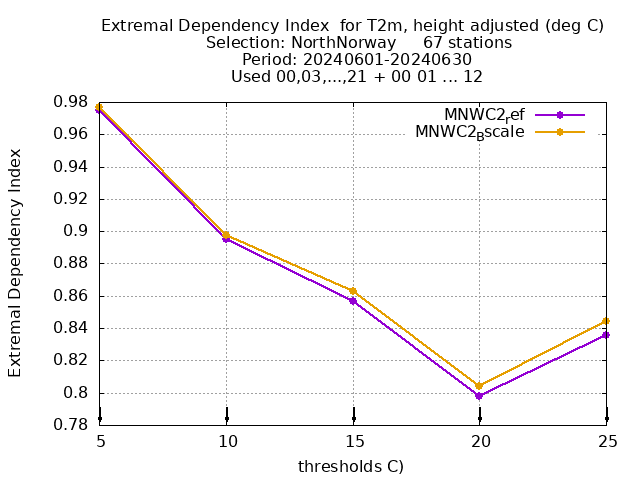 Extremal Dependency Index  for T2m, height adjusted (deg C)
Selection: NorthNorway     67 stations
Period: 20240601-20240630
Used 00,03,...,21 + 00 01 ... 12
MNWC2ref
MNWC2Bscale
Extremal Dependency Index
0.98
0.96
0.94
0.92
0.9
0.88
0.86
0.84
0.82
0.8
0.78
5 10 15 20 25
thresholds C)